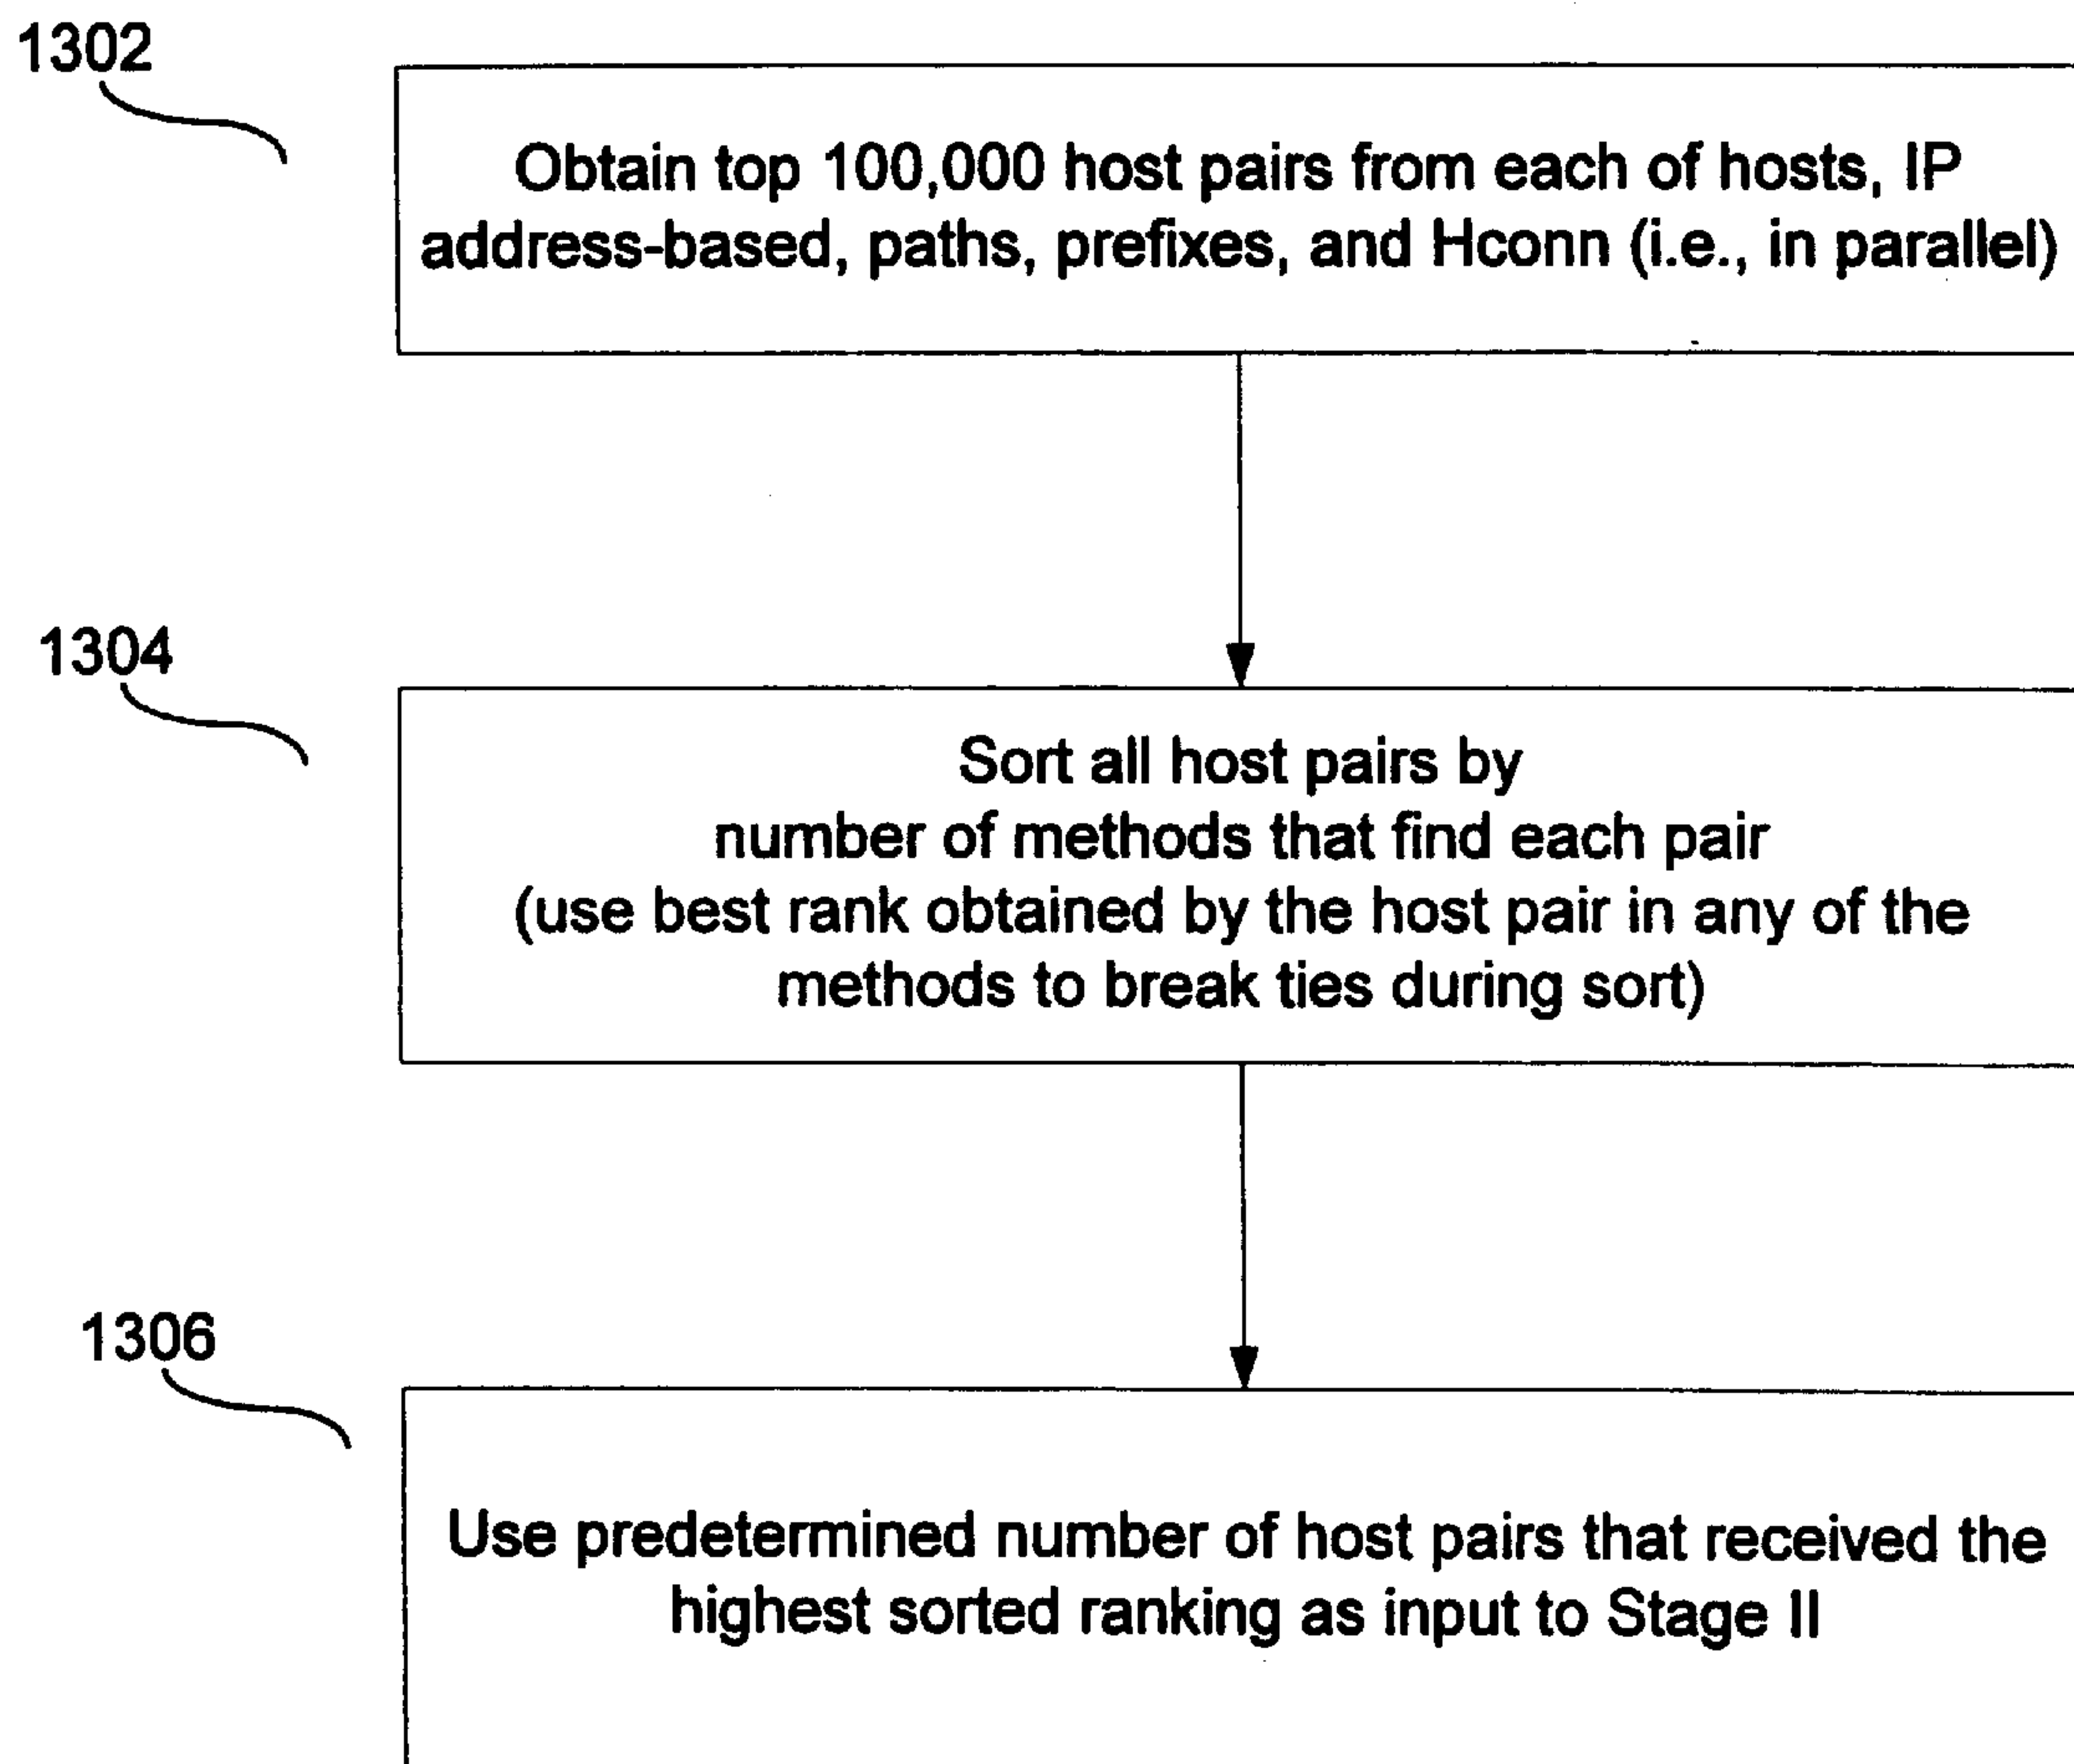 1302
Obtain top 100,000 host pairs from each of hosts, IP
address-based, paths, prefixes, and Hconn (i.e., in parallel)
1304
Sort all host pairs by
number of methods that find each pair
(use best rank obtained by the host pair in any of the
methods to break ties during sort)
1306
Use predetermined number of host pairs that received the
highest sorted ranking as input to Stage II